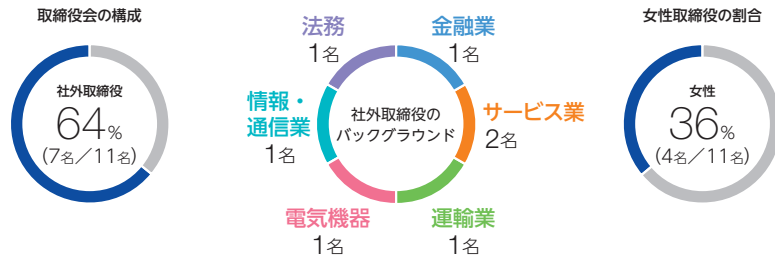 取締役会の構成
社外取締役
64%
(7名／11名)
法務
1名
金融業
1名
情報・
通信業
1名
社外取締役の
バックグラウンド
サービス業
2名
電気機器
1名
運輸業
1名
女性取締役の割合
女性
36%
(4名／11名)